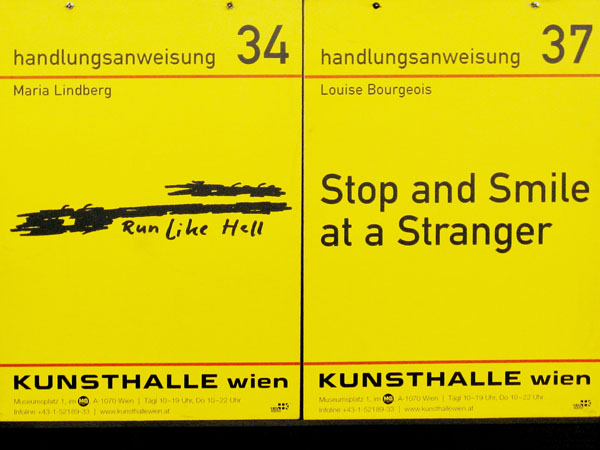 handlungsanweisung 34
Maria Lindberg
Run Like Hell
KUNSTHALLE wien
Museumsplatz 1, im MQ, A-1070 Wien | Tägl 10–19 Uhr, Do 10–22 Uhr
Infoline +43-1-52189-33 | www.kunsthallewien.at
handlungsanweisung 37
Louise Bourgeois
Stop and Smile
at a Stranger
KUNSTHALLE wien
Museumsplatz 1, im MQ, A-1070 Wien | Tägl 10–19 Uhr, Do 10–22 Uhr
Infoline +43-1-52189-33 | www.kunsthallewien.at